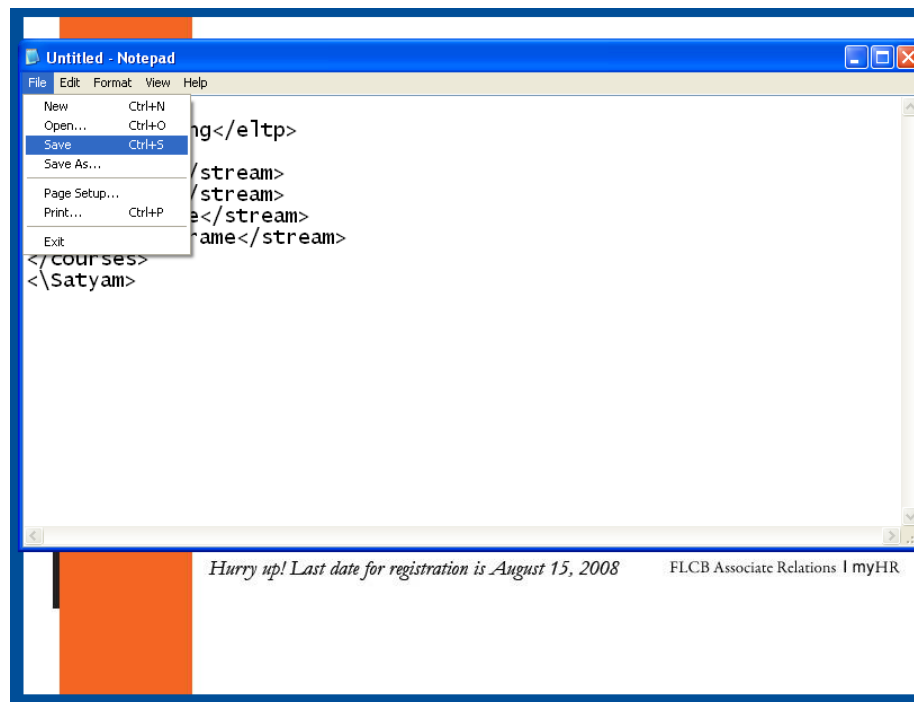 Untitled - Notepad
File Edit Format View Help
New Ctrl+N
Open... Ctrl+O
Save Ctrl+S
Save As...
Page Setup...
Print... Ctrl+P
Exit
ng</eltp>
/stream>
/stream>
e</stream>
rame</stream>
</courses>
<\Satyam>
Hurry up! Last date for registration is August 15, 2008
FLCB Associate Relations | myHR